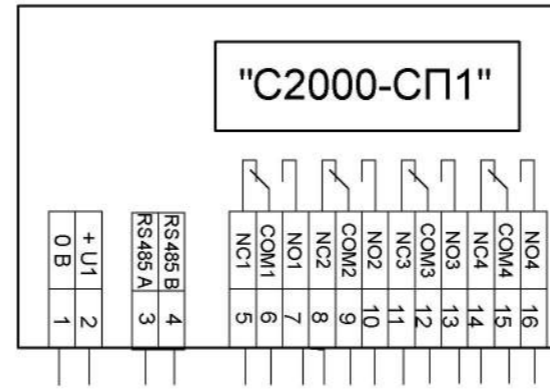 "С2000-СП1"
0 В
+ U1
RS485 A
RS485 B
NC1
COM1
NO1
NC2
COM2
NO2
NC3
COM3
NO3
NC4
COM4
NO4
1
2
3
4
5
6
7
8
9
10
11
12
13
14
15
16